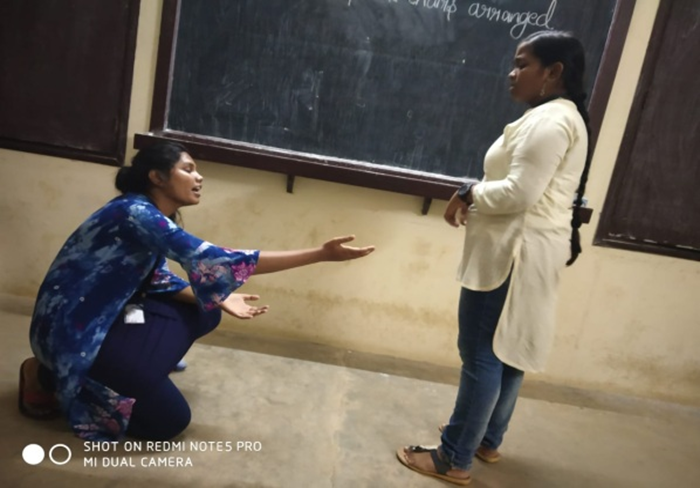 arranged
SHOT ON REDMI NOTE5 PRO
MI DUAL CAMERA